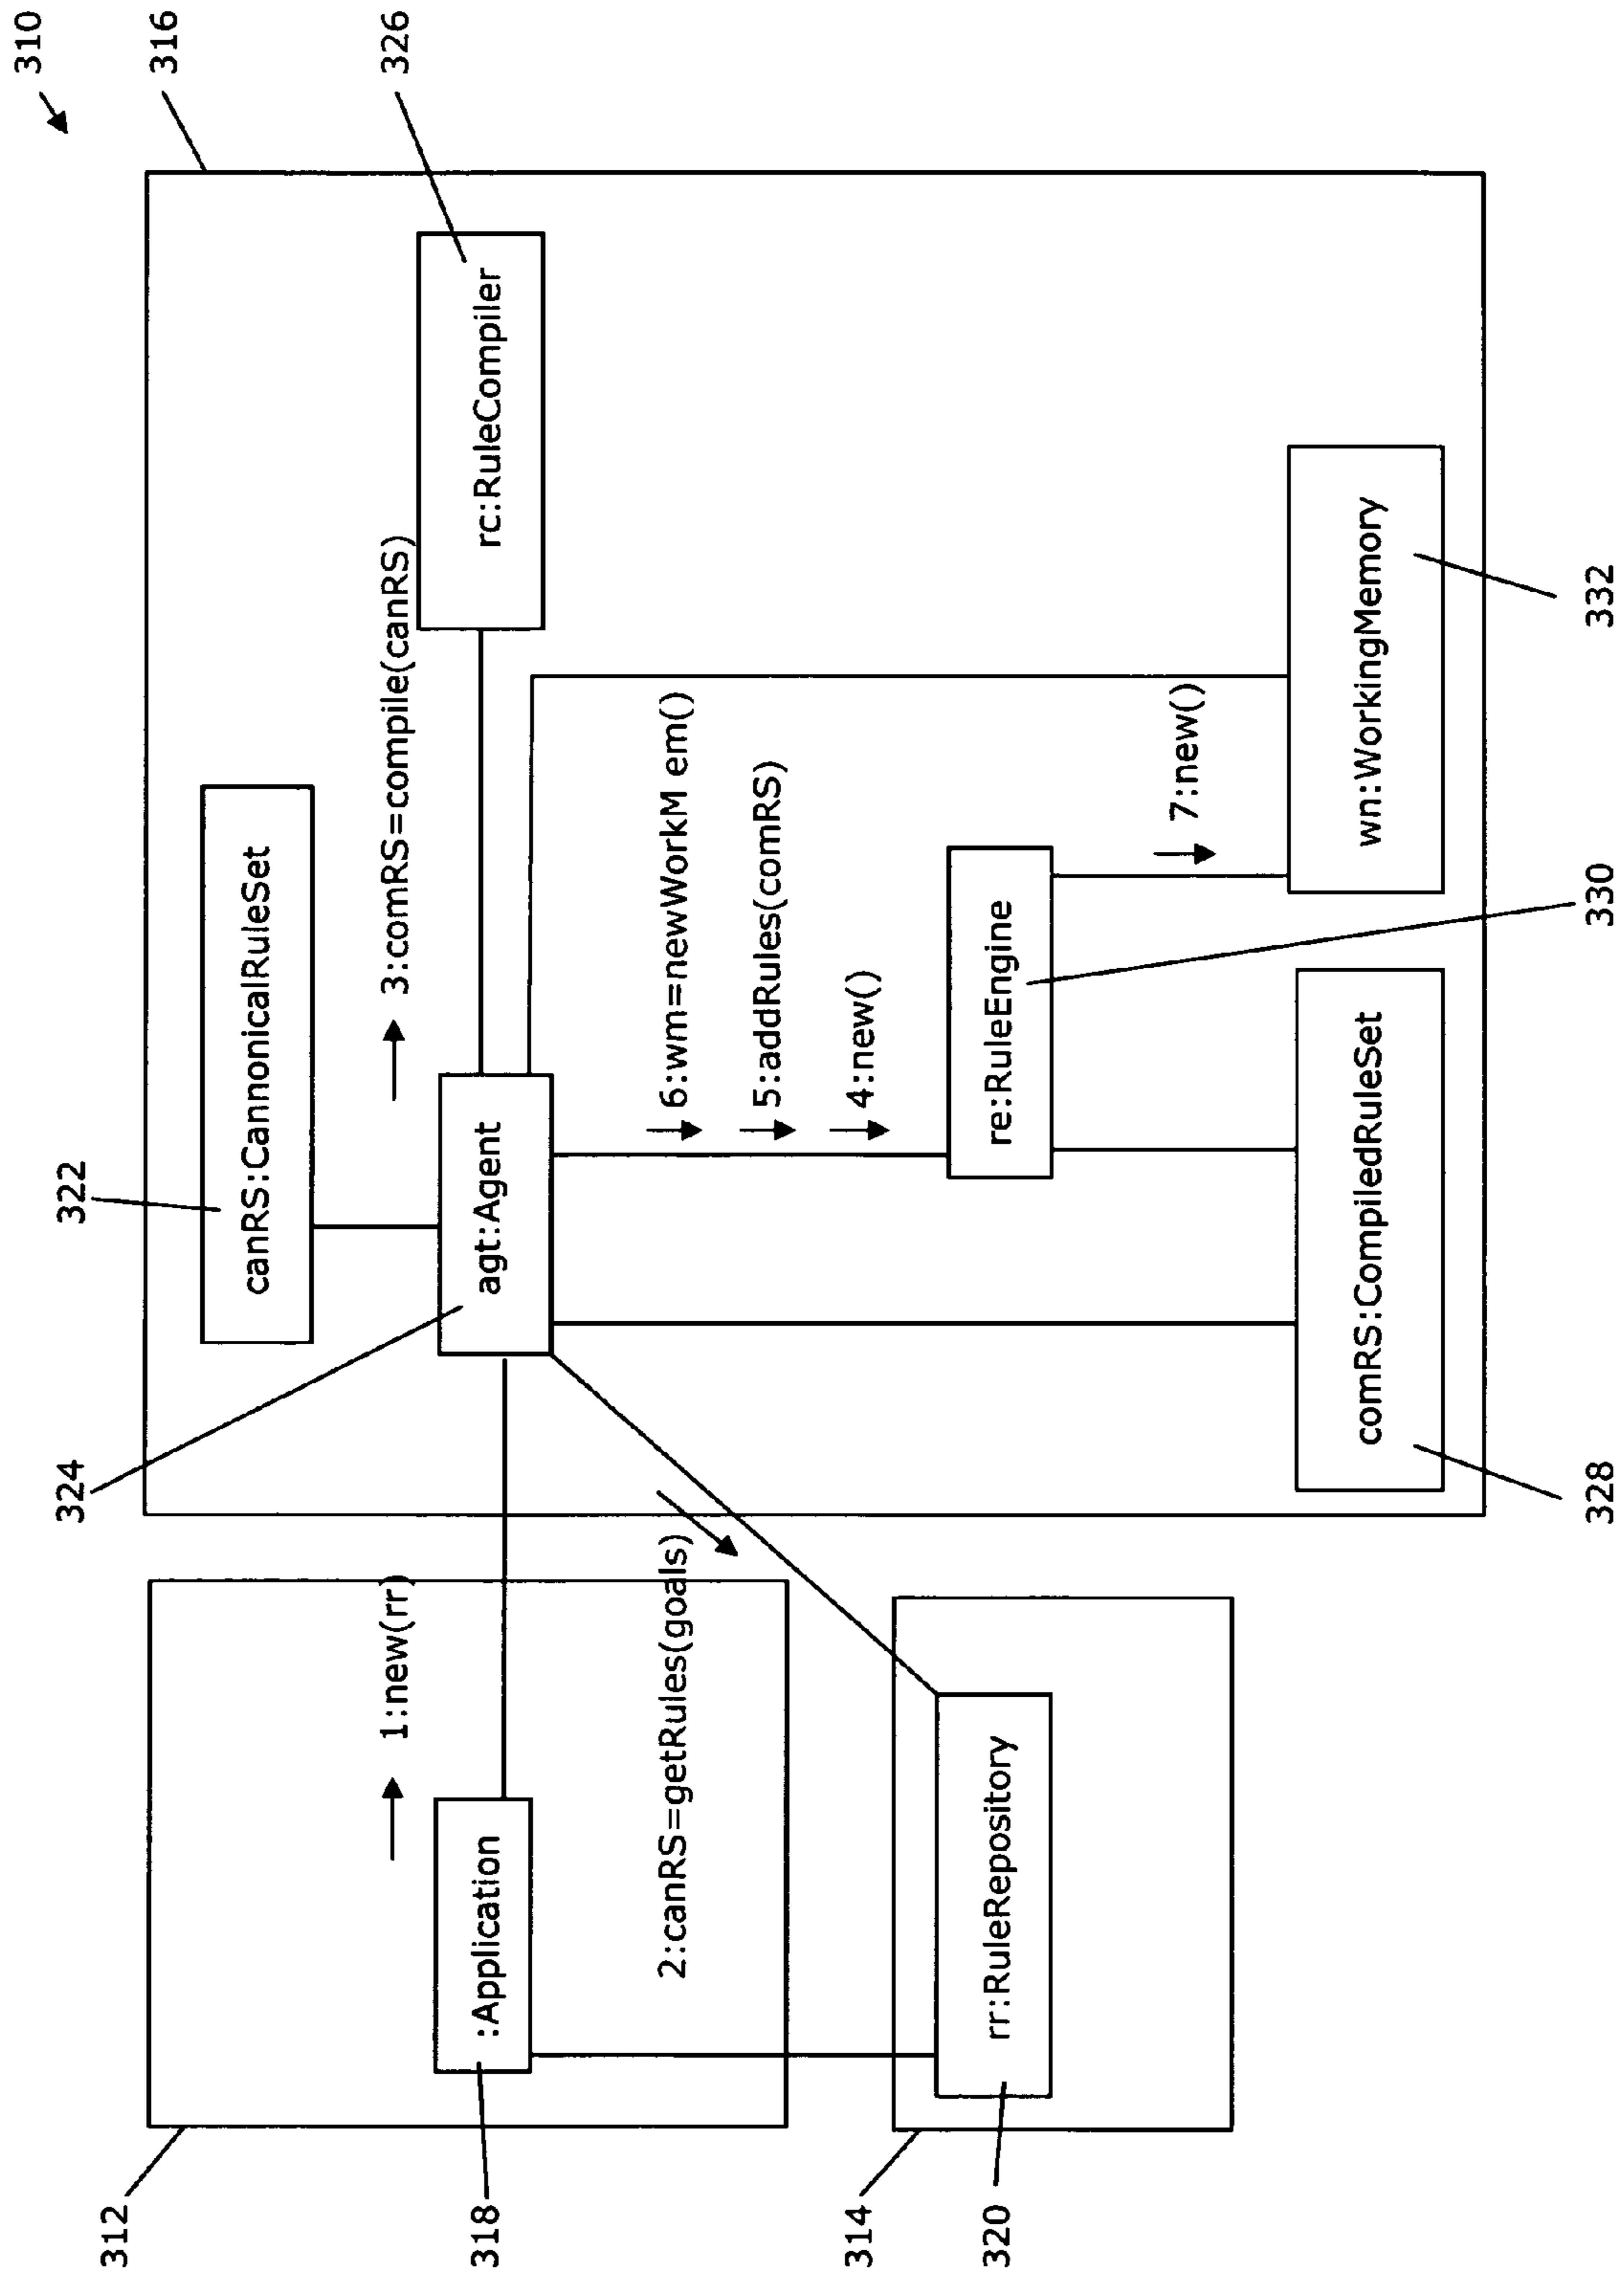 310
316
326
322
324
canRS:CannonicalRuleSet
3:comRS=compile(canRS)
rc:RuleCompiler
agt:Agent
6:wm=newWorkM em()
5:addRules(comRS)
4:new()
re:RuleEngine
7:new()
wn:WorkingMemory
comRS:CompiledRuleSet
328
330
332
312
1:new(rr)
:Application
318
2:canRS=getRules(goals)
314
rr:RuleRepository
320